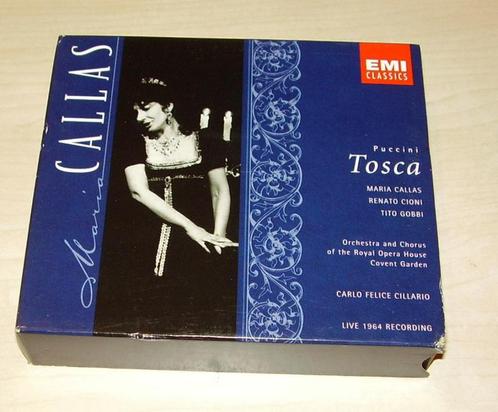 Maria CALLAS
EMI
CLASSICS
Puccini
Tosca
MARIA CALLAS
RENATO CIONI
TITO GOBBI
Orchestra and Chorus
of the Royal Opera House
Covent Garden
CARLO FELICE CILLARIO
LIVE 1964 RECORDING